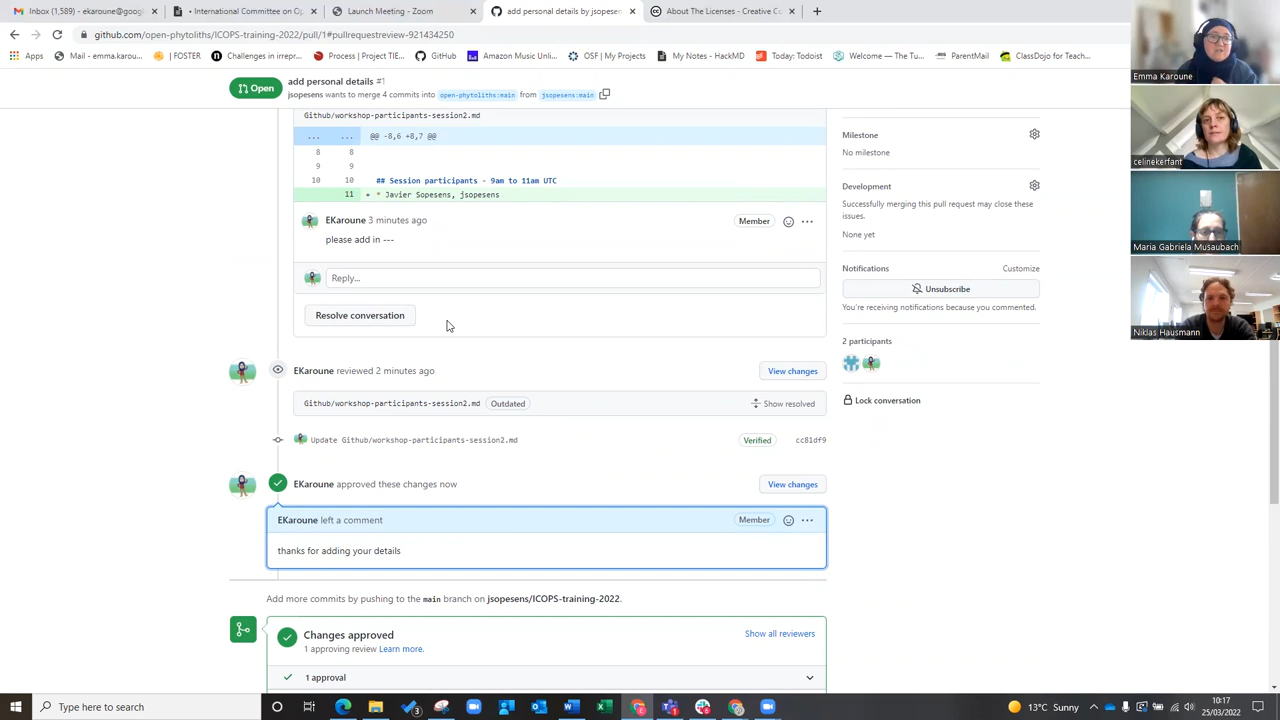 Inbox (1,589) - ekaroune@goog
• International Committee on Op
Launch Meeting - Zoom
add personal details by jsopesen
About The Licenses - Creative Co
github.com/open-phytoliths/ICOPS-training-2022/pull/1#pullrequestreview-921434250
Apps
Mail - emma.karou...
| FOSTER
Challenges in irrepr...
Process | Project TIE...
GitHub
Amazon Music Unli...
OSF | My Projects
My Notes - HackMD
Today: Todoist
Welcome — The Tu...
ParentMail
ClassDojo for Teach...
Open
add personal details #1
jsopesens wants to merge 4 commits into open-phytoliths:main from jsopesens:main
Github/workshop-participants-session2.md
... ... @@ -8,6 +8,7 @@
8 8
9 9
10 10 ## Session participants - 9am to 11am UTC
11 + * Javier Sopesens, jsopesens
EKaroune 3 minutes ago
Member
please add in ---
Reply...
Resolve conversation
EKaroune reviewed 2 minutes ago
View changes
Github/workshop-participants-session2.md
Outdated
Show resolved
Update Github/workshop-participants-session2.md
Verified
cc81df9
EKaroune approved these changes now
View changes
EKaroune left a comment
Member
thanks for adding your details
Add more commits by pushing to the main branch on jsopesens/ICOPS-training-2022.
Changes approved
Show all reviewers
1 approving review Learn more.
1 approval
Milestone
No milestone
Development
Successfully merging this pull request may close these
issues.
None yet
Notifications
Customize
Unsubscribe
You're receiving notifications because you commented.
2 participants
Lock conversation
Emma Karoune
celinekerfant
Maria Gabriela Musaubach
Niklas Hausmann
Type here to search
3
13°C Sunny
10:17
25/03/2022